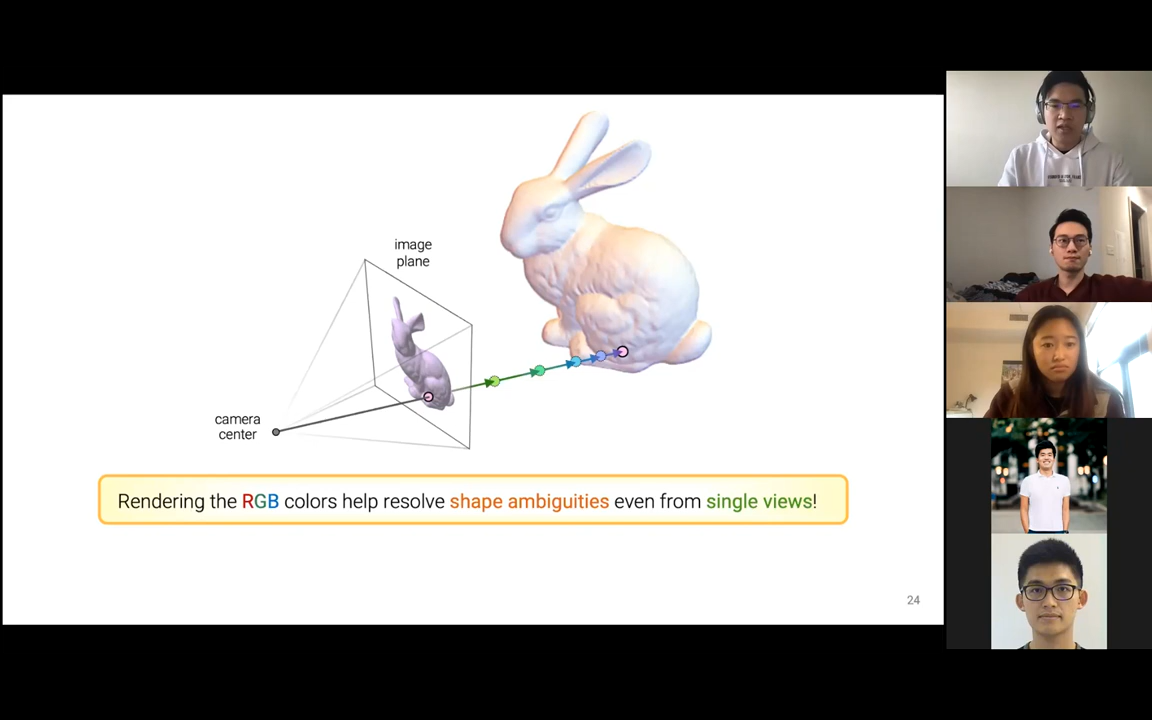 image
plane
camera
center
Rendering the RGB colors help resolve shape ambiguities even from single views!
24